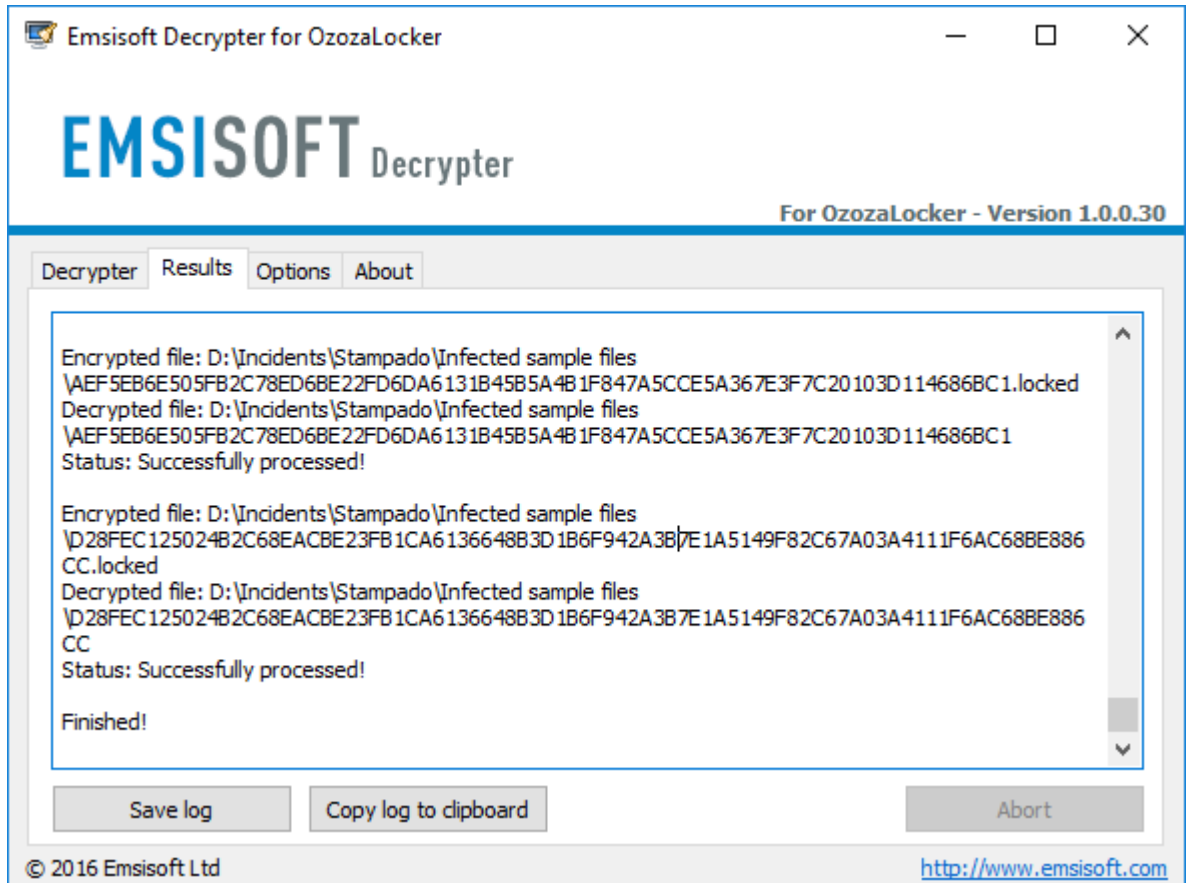 Emsisoft Decrypter for OzozaLocker
EMSISOFT Decrypter
For OzozaLocker - Version 1.0.0.30
Decrypter Results Options About
Encrypted file: D:\Incidents\Stampado\Infected sample files
\AEF5EB6E505FB2C78ED6BE22FD6DA6131B45B5A4B1F847A5CCE5A367E3F7C20103D114686BC1.locked
Decrypted file: D:\Incidents\Stampado\Infected sample files
\AEF5EB6E505FB2C78ED6BE22FD6DA6131B45B5A4B1F847A5CCE5A367E3F7C20103D114686BC1
Status: Successfully processed!
Encrypted file: D:\Incidents\Stampado\Infected sample files
\D28FEC125024B2C68EACBE23FB1CA6136648B3D1B6F942A3B7E1A5149F82C67A03A4111F6AC68BE886
CC.locked
Decrypted file: D:\Incidents\Stampado\Infected sample files
\D28FEC125024B2C68EACBE23FB1CA6136648B3D1B6F942A3B7E1A5149F82C67A03A4111F6AC68BE886
CC
Status: Successfully processed!
Finished!
Save log Copy log to clipboard Abort
© 2016 Emsisoft Ltd http://www.emsisoft.com